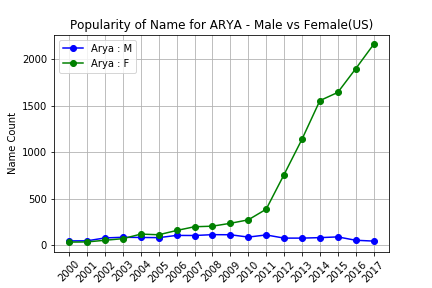 Popularity of Name for ARYA - Male vs Female(US)
Arya : M
Arya : F
Name Count
2000
1500
1000
500
0
2000 2001 2002 2003 2004 2005 2006 2007 2008 2009 2010 2011 2012 2013 2014 2015 2016 2017